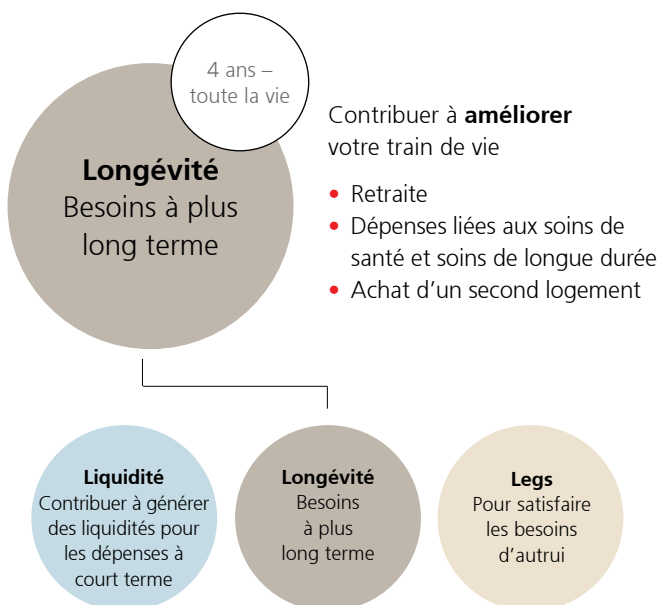 4 ans –
toute la vie
Longévité
Besoins à plus
long terme
Contribuer à améliorer
votre train de vie
• Retraite
• Dépenses liées aux soins de
santé et soins de longue durée
• Achat d’un second logement
Liquidité
Contribuer à générer
des liquidités pour
les dépenses à
court terme
Longévité
Besoins
à plus
long terme
Legs
Pour satisfaire
les besoins
d’autrui